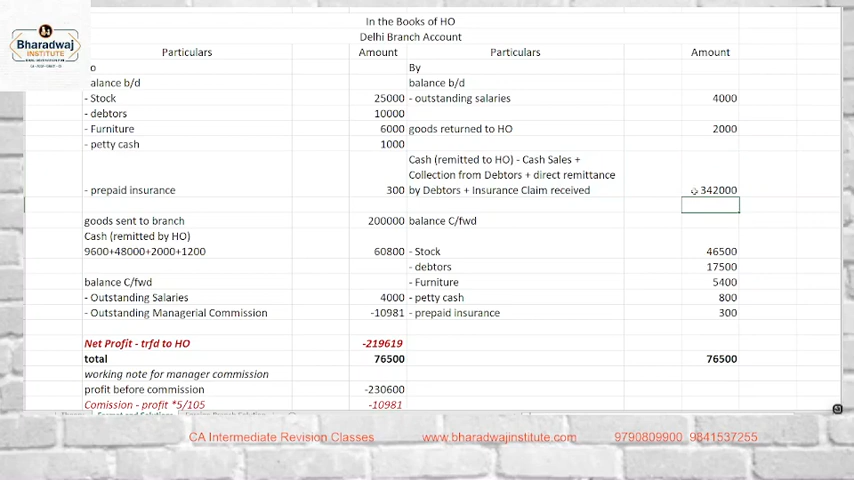 Bharadwaj
INSTITUTE
In the Books of HO
Delhi Branch Account
Particulars Amount Particulars Amount
o By
alance b/d balance b/d
- Stock 25000 - outstanding salaries 4000
- debtors 10000
- Furniture 6000 goods returned to HO 2000
- petty cash 1000
Cash (remitted to HO) - Cash Sales +
Collection from Debtors + direct remittance
- prepaid insurance 300 by Debtors + Insurance Claim received 342000
goods sent to branch 200000 balance C/fwd
Cash (remitted by HO)
9600+48000+2000+1200 60800 - Stock 46500
- debtors 17500
balance C/fwd - Furniture 5400
- Outstanding Salaries 4000 - petty cash 800
- Outstanding Managerial Commission -10981 - prepaid insurance 300
Net Profit - trfd to HO -219619
total 76500 76500
working note for manager commission
profit before commission -230600
Comission - profit *5/105 -10981
CA Intermediate Revision Classes www.bharadwajinstitute.com 9790809900 9841537255